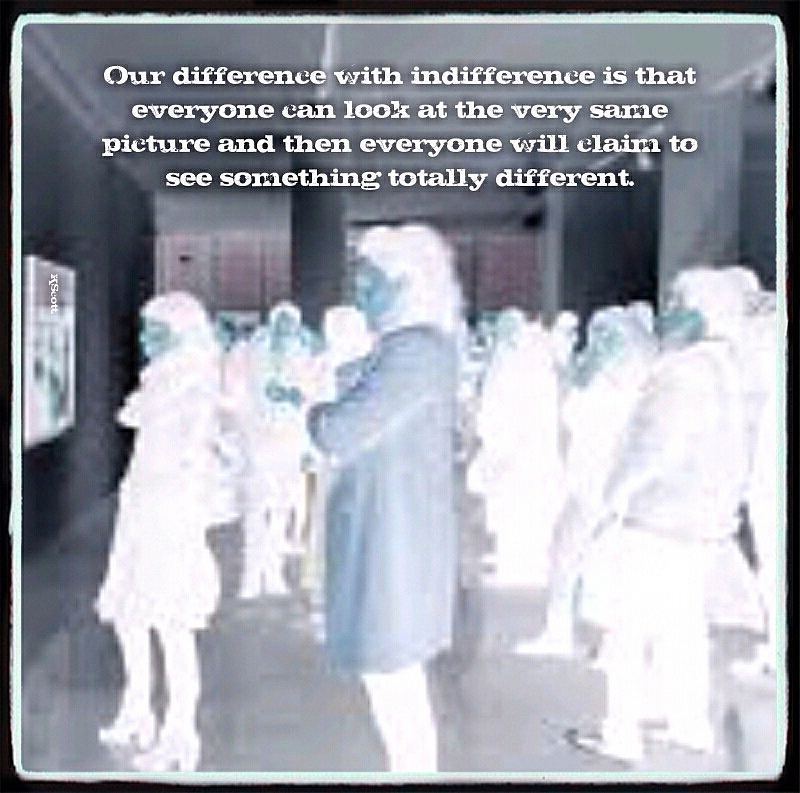 Our difference with indifference is that
everyone can look at the very same
picture and then everyone will claim to
see something totally different.
KScott